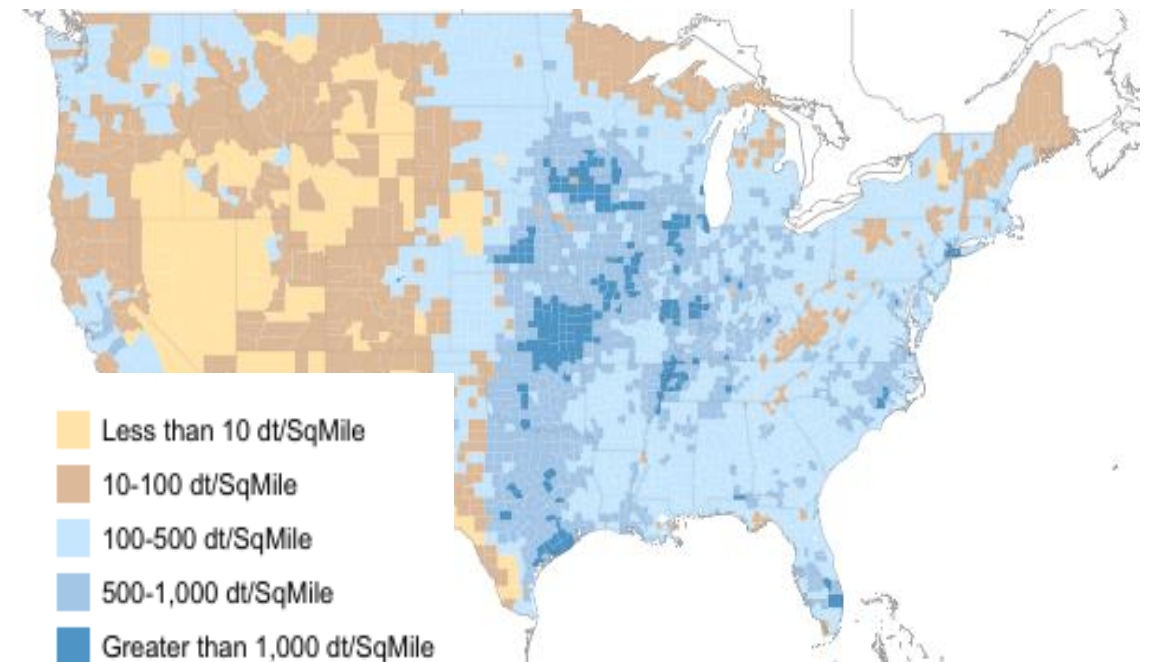 Less than 10 dt/SqMile
10-100 dt/SqMile
100-500 dt/SqMile
500-1,000 dt/SqMile
Greater than 1,000 dt/SqMile